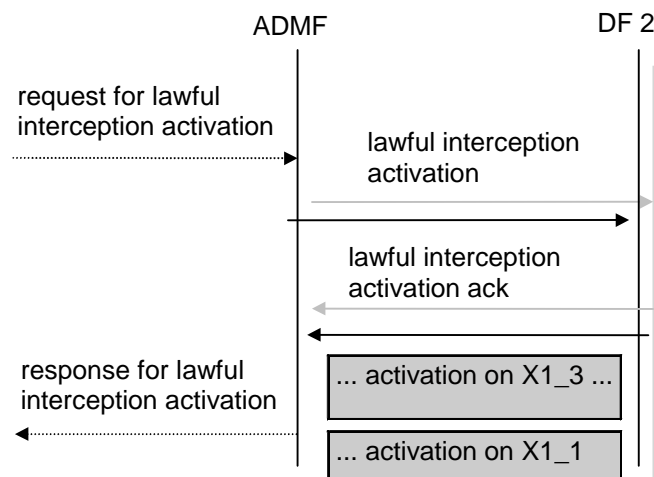 ADMF
DF 2
request for lawful
interception activation
lawful interception
activation
lawful interception
activation ack
response for lawful
interception activation
... activation on X1_3 ...
... activation on X1_1